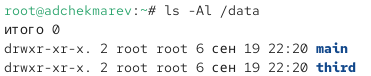 root@adchekmarev:~# ls -Al /data
итого 0
drwxr-xr-x. 2 root root 6 сен 19 22:20 main
drwxr-xr-x. 2 root root 6 сен 19 22:20 third